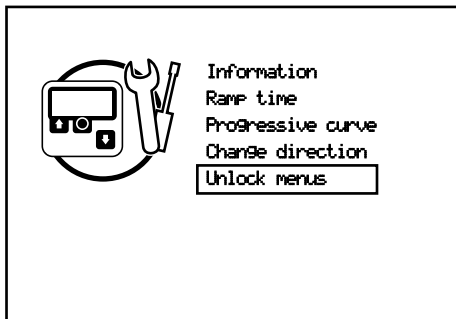 Information
Ramp time
Progressive curve
Change direction
Unlock menus